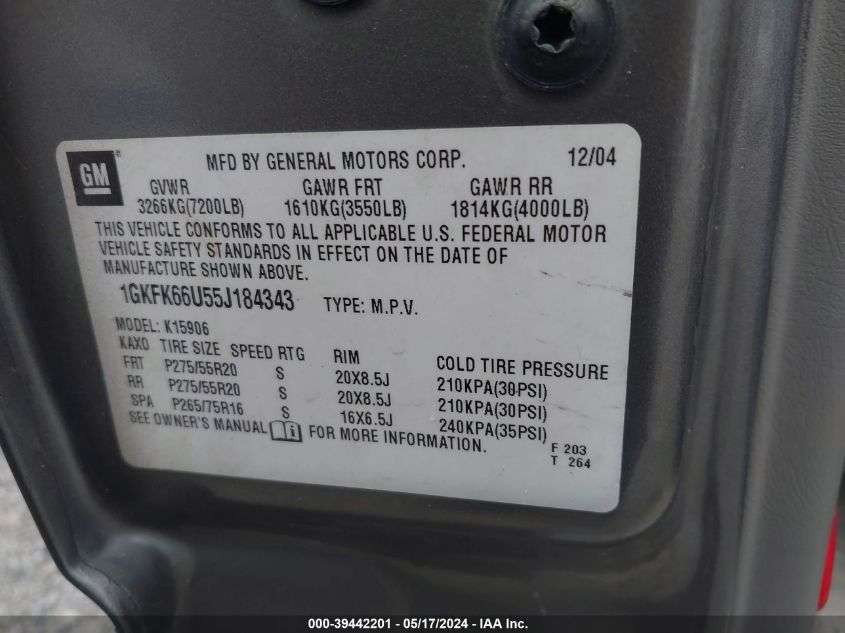 GM ® MFD BY GENERAL MOTORS CORP. 12/04
GVWR GAWR FRT GAWR RR
3266KG(7200LB) 1610KG(3550LB) 1814KG(4000LB)
THIS VEHICLE CONFORMS TO ALL APPLICABLE U.S. FEDERAL MOTOR
VEHICLE SAFETY STANDARDS IN EFFECT ON THE DATE OF
MANUFACTURE SHOWN ABOVE.
1GKFK66U55J184343 TYPE: M.P.V.
MODEL: K15906
KAXO TIRE SIZE SPEED RTG RIM COLD TIRE PRESSURE
FRT P275/55R20 S 20X8.5J 210KPA(30PSI)
RR P275/55R20 S 20X8.5J 210KPA(30PSI)
SPA P265/75R16 S 16X6.5J 240KPA(35PSI)
SEE OWNER'S MANUAL FOR MORE INFORMATION.
F 203
T 264
000-39442201 - 05/17/2024 - IAA Inc.